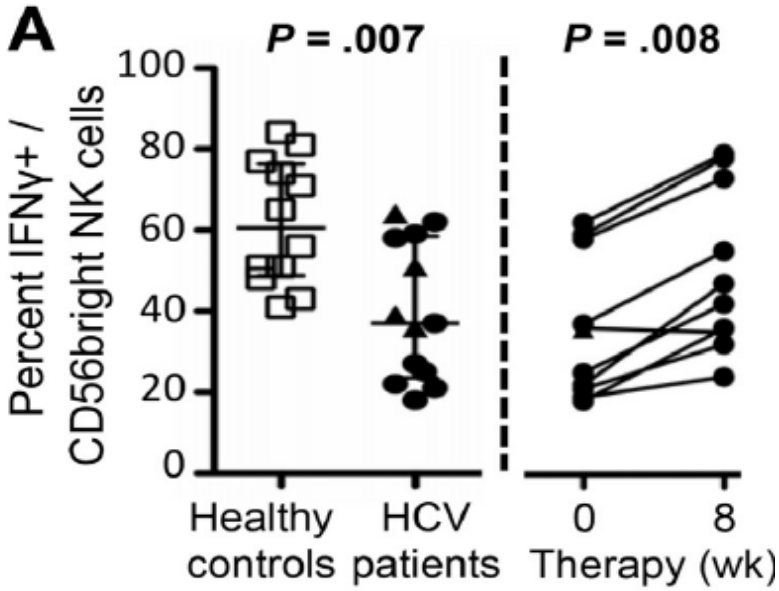 A
P = .007
P = .008
Percent IFNγ+ /
CD56bright NK cells
100
80
60
40
20
0
Healthy
controls
HCV
patients
0
8
Therapy (wk)